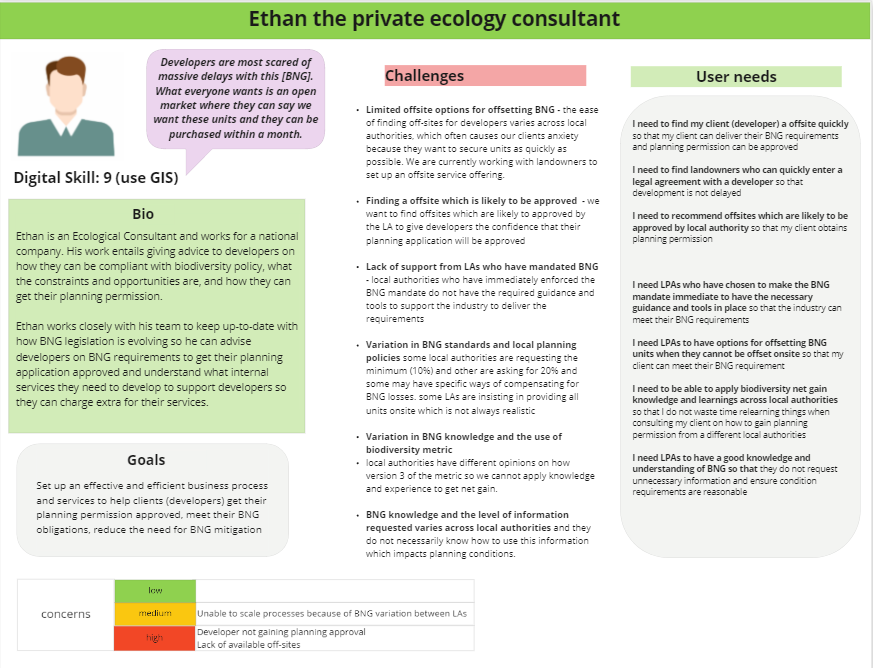 Ethan the private ecology consultant
Developers are most scared of
massive delays with this [BNG].
What everyone wants is an open
market where they can say we
want these units and they can be
purchased within a month.
Digital Skill: 9 (use GIS)
Bio
Ethan is an Ecological Consultant and works for a national
company. His work entails giving advice to developers on
how they can be compliant with biodiversity policy, what
the constraints and opportunities are, and how they can
get their planning permission.
Ethan works closely with his team to keep up-to-date with
how BNG legislation is evolving so he can advise
developers on BNG requirements to get their planning
application approved and understand what internal
services they need to develop to support developers so
they can charge extra for their services.
Goals
Set up an effective and efficient business process
and services to help clients (developers) get their
planning permission approved, meet their BNG
obligations, reduce the need for BNG mitigation
Challenges
• Limited offsite options for offsetting BNG - the ease
of finding off-sites for developers varies across local
authorities, which often causes our clients anxiety
because they want to secure units as quickly as
possible. We are currently working with landowners to
set up an offsite service offering.
• Finding a offsite which is likely to be approved - we
want to find offsites which are likely to approved by
the LA to give developers the confidence that their
planning application will be approved
• Lack of support from LAs who have mandated BNG
- local authorities who have immediately enforced the
BNG mandate do not have the required guidance and
tools to support the industry to deliver the
requirements
• Variation in BNG standards and local planning
policies some local authorities are requesting the
minimum (10%) and other are asking for 20% and
some may have specific ways of compensating for
BNG losses. some LAs are insisting in providing all
units onsite which is not always realistic
• Variation in BNG knowledge and the use of
biodiversity metric
• local authorities have different opinions on how
version 3 of the metric so we cannot apply knowledge
and experience to get net gain.
• BNG knowledge and the level of information
requested varies across local authorities and they
do not necessarily know how to use this information
which impacts planning conditions.
User needs
I need to find my client (developer) a offsite quickly
so that my client can deliver their BNG requirements
and planning permission can be approved
I need to find landowners who can quickly enter a
legal agreement with a developer so that
development is not delayed
I need to recommend offsites which are likely to be
approved by local authority so that my client obtains
planning permission
I need LPAs who have chosen to make the BNG
mandate immediate to have the necessary
guidance and tools in place so that the industry can
meet their BNG requirements
I need LPAs to have options for offsetting BNG
units when they cannot be offset onsite so that my
client can meet their BNG requirement
I need to be able to apply biodiversity net gain
knowledge and learnings across local authorities
so that I do not waste time relearning things when
consulting my client on how to gain planning
permission from a different local authorities
I need LPAs to have a good knowledge and
understanding of BNG so that they do not request
unnecessary information and ensure condition
requirements are reasonable
concerns
low
medium
Unable to scale processes because of BNG variation between LAs
high
Developer not gaining planning approval
Lack of available off-sites